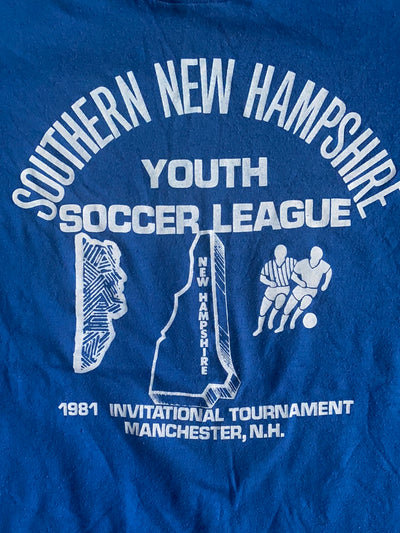 SOUTHERN NEW HAMPSHIRE
YOUTH
SOCCER LEAGUE
NEW HAMPSHIRE
1981 INVITATIONAL TOURNAMENT
MANCHESTER, N.H.